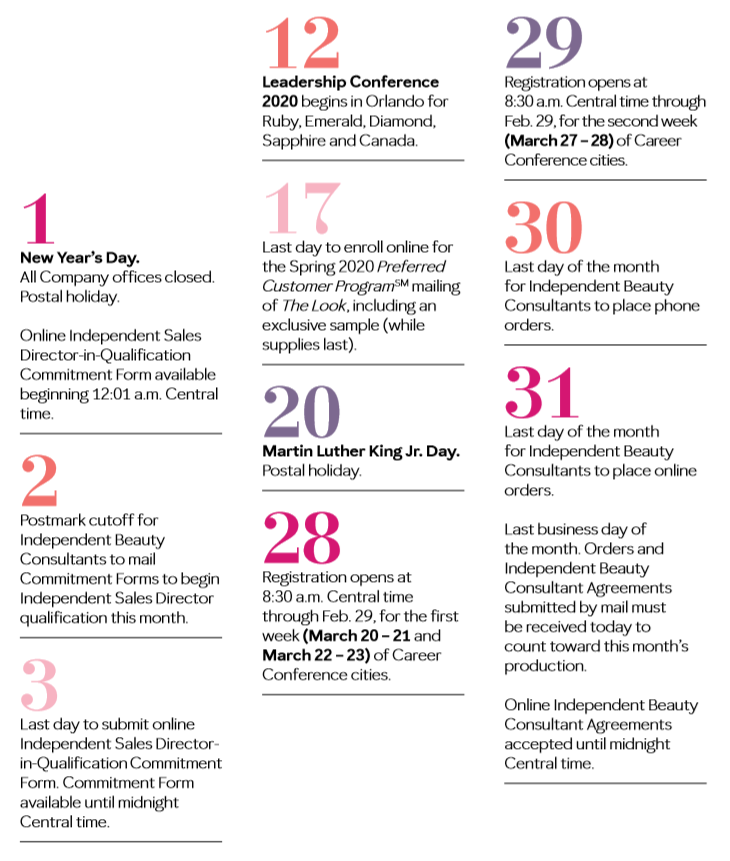 1
New Year’s Day.
All Company offices closed.
Postal holiday.
Online Independent Sales
Director-in-Qualification
Commitment Form available
beginning 12:01 a.m. Central
time.
2
Postmark cutoff for
Independent Beauty
Consultants to mail
Commitment Forms to begin
Independent Sales Director
qualification this month.
3
Last day to submit online
Independent Sales Director-
in-Qualification Commitment
Form. Commitment Form
available until midnight
Central time.
12
Leadership Conference
2020 begins in Orlando for
Ruby, Emerald, Diamond,
Sapphire and Canada.
17
Last day to enroll online for
the Spring 2020 Preferred
Customer Program℠ mailing
of The Look, including an
exclusive sample (while
supplies last).
20
Martin Luther King Jr. Day.
Postal holiday.
28
Registration opens at
8:30 a.m. Central time
through Feb. 29, for the first
week (March 20 – 21 and
March 22 – 23) of Career
Conference cities.
29
Registration opens at
8:30 a.m. Central time through
Feb. 29, for the second week
(March 27 – 28) of Career
Conference cities.
30
Last day of the month
for Independent Beauty
Consultants to place phone
orders.
31
Last day of the month
for Independent Beauty
Consultants to place online
orders.
Last business day of
the month. Orders and
Independent Beauty
Consultant Agreements
submitted by mail must
be received today to
count toward this month’s
production.
Online Independent Beauty
Consultant Agreements
accepted until midnight
Central time.